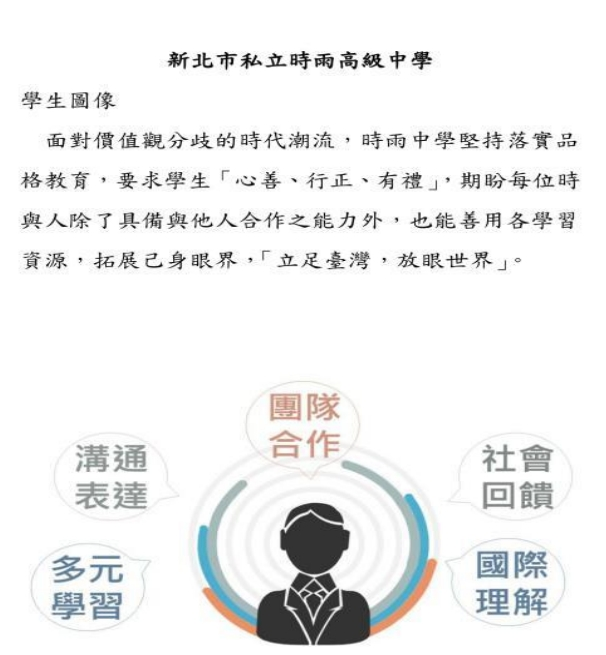 新北市私立時雨高級中學
學生圖像
面對價值觀分歧的時代潮流，時雨中學堅持落實品
格教育，要求學生「心善、行正、有禮」，期盼每位時
與人除了具備與他人合作之能力外，也能善用各學習
資源，拓展己身眼界，「立足臺灣，放眼世界」。
團隊
合作
溝通
表達
社會
回饋
多元
學習
國際
理解